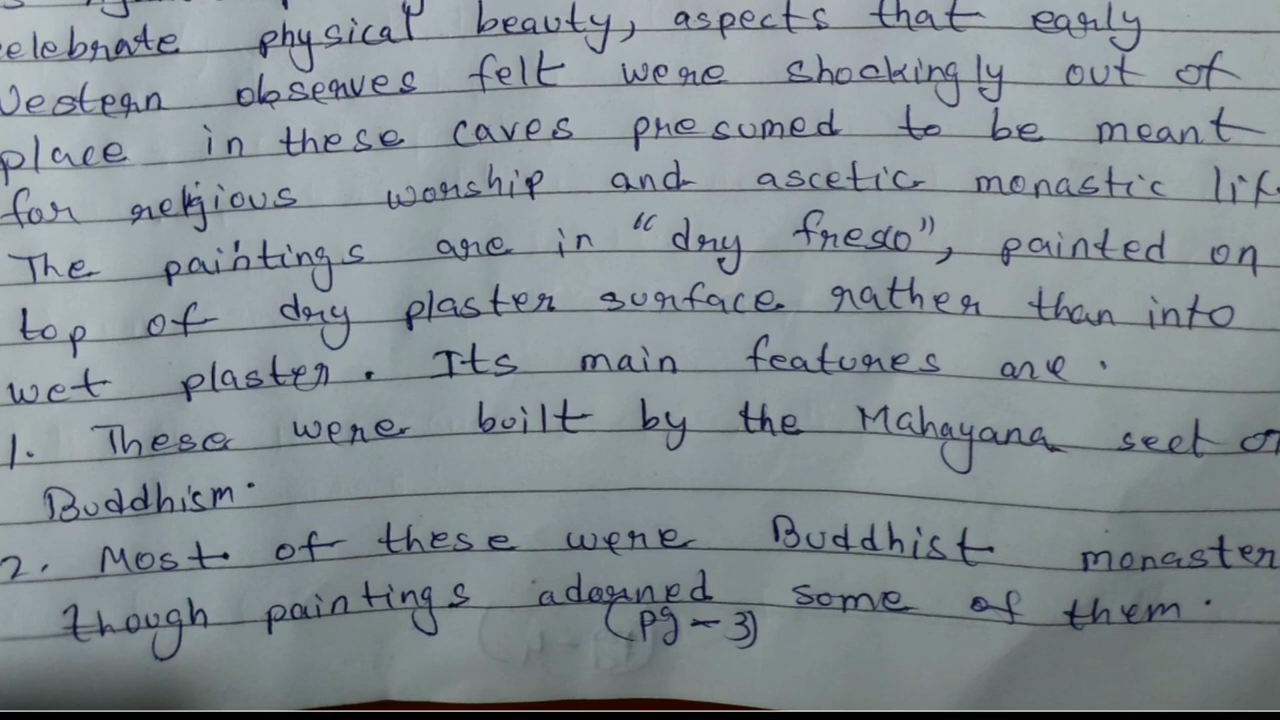 celebrate physical beauty, aspects that early
Western observes felt were shockingly out of
place in these caves presumed to be meant
for religious worship and ascetic monastic lif
The paintings are in "dry fresco", painted on
top of dry plaster surface rather than into
wet plaster. Its main features are.
1. These were built by the Mahayana sect of
Buddhism.
2. Most of these were Buddhist monaster
though paintings adorned some of them.
(pg-3)